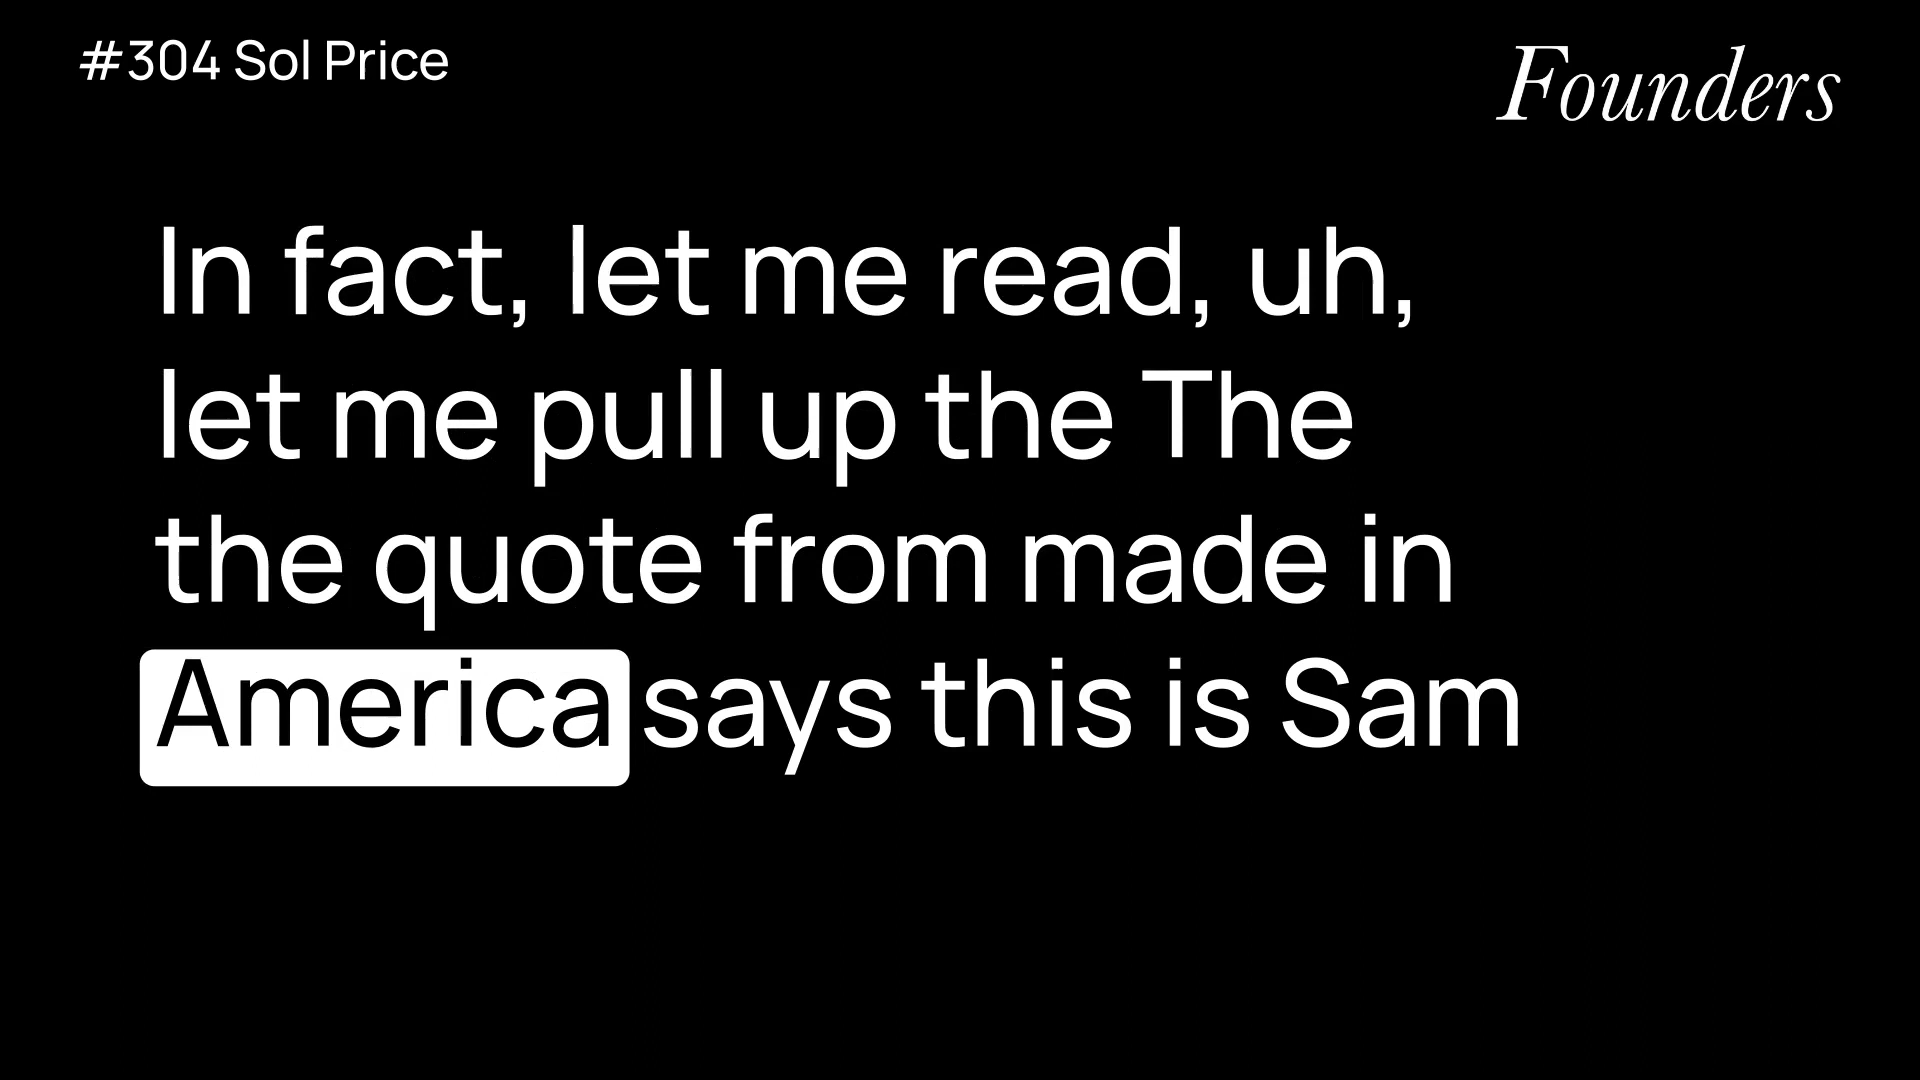 #304 Sol Price
Founders
In fact, let me read, uh,
let me pull up the The
the quote from made in
America says this is Sam